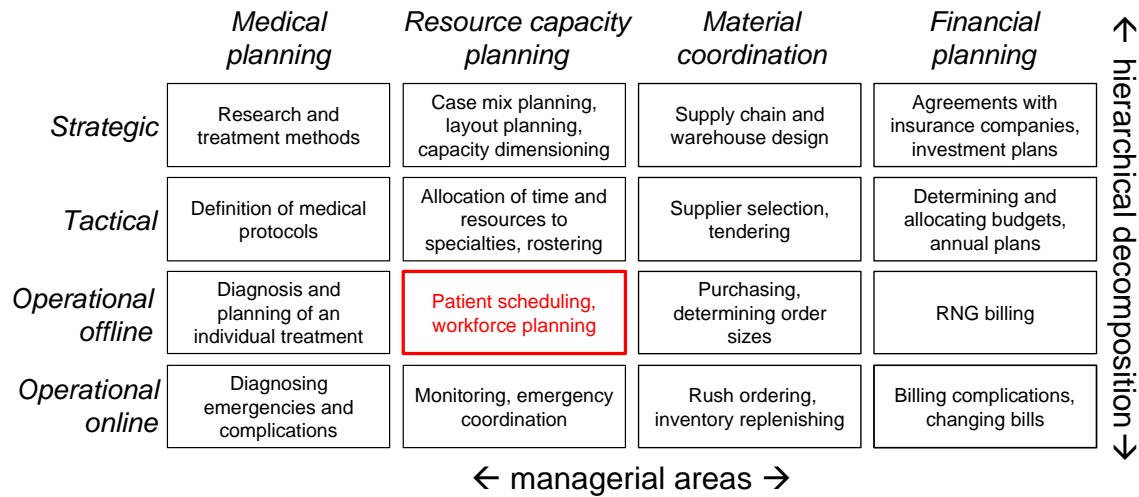 Medical
planning
Resource capacity
planning
Material
coordination
Financial
planning
Strategic
Research and
treatment methods
Case mix planning,
layout planning,
capacity dimensioning
Supply chain and
warehouse design
Agreements with
insurance companies,
investment plans
Tactical
Definition of medical
protocols
Allocation of time and
resources to
specialties, rostering
Supplier selection,
tendering
Determining and
allocating budgets,
annual plans
Operational
offline
Diagnosis and
planning of an
individual treatment
Patient scheduling,
workforce planning
Purchasing,
determining order
sizes
RNG billing
Operational
online
Diagnosing
emergencies and
complications
Monitoring, emergency
coordination
Rush ordering,
inventory replenishing
Billing complications,
changing bills
← managerial areas →
← hierarchical decomposition →